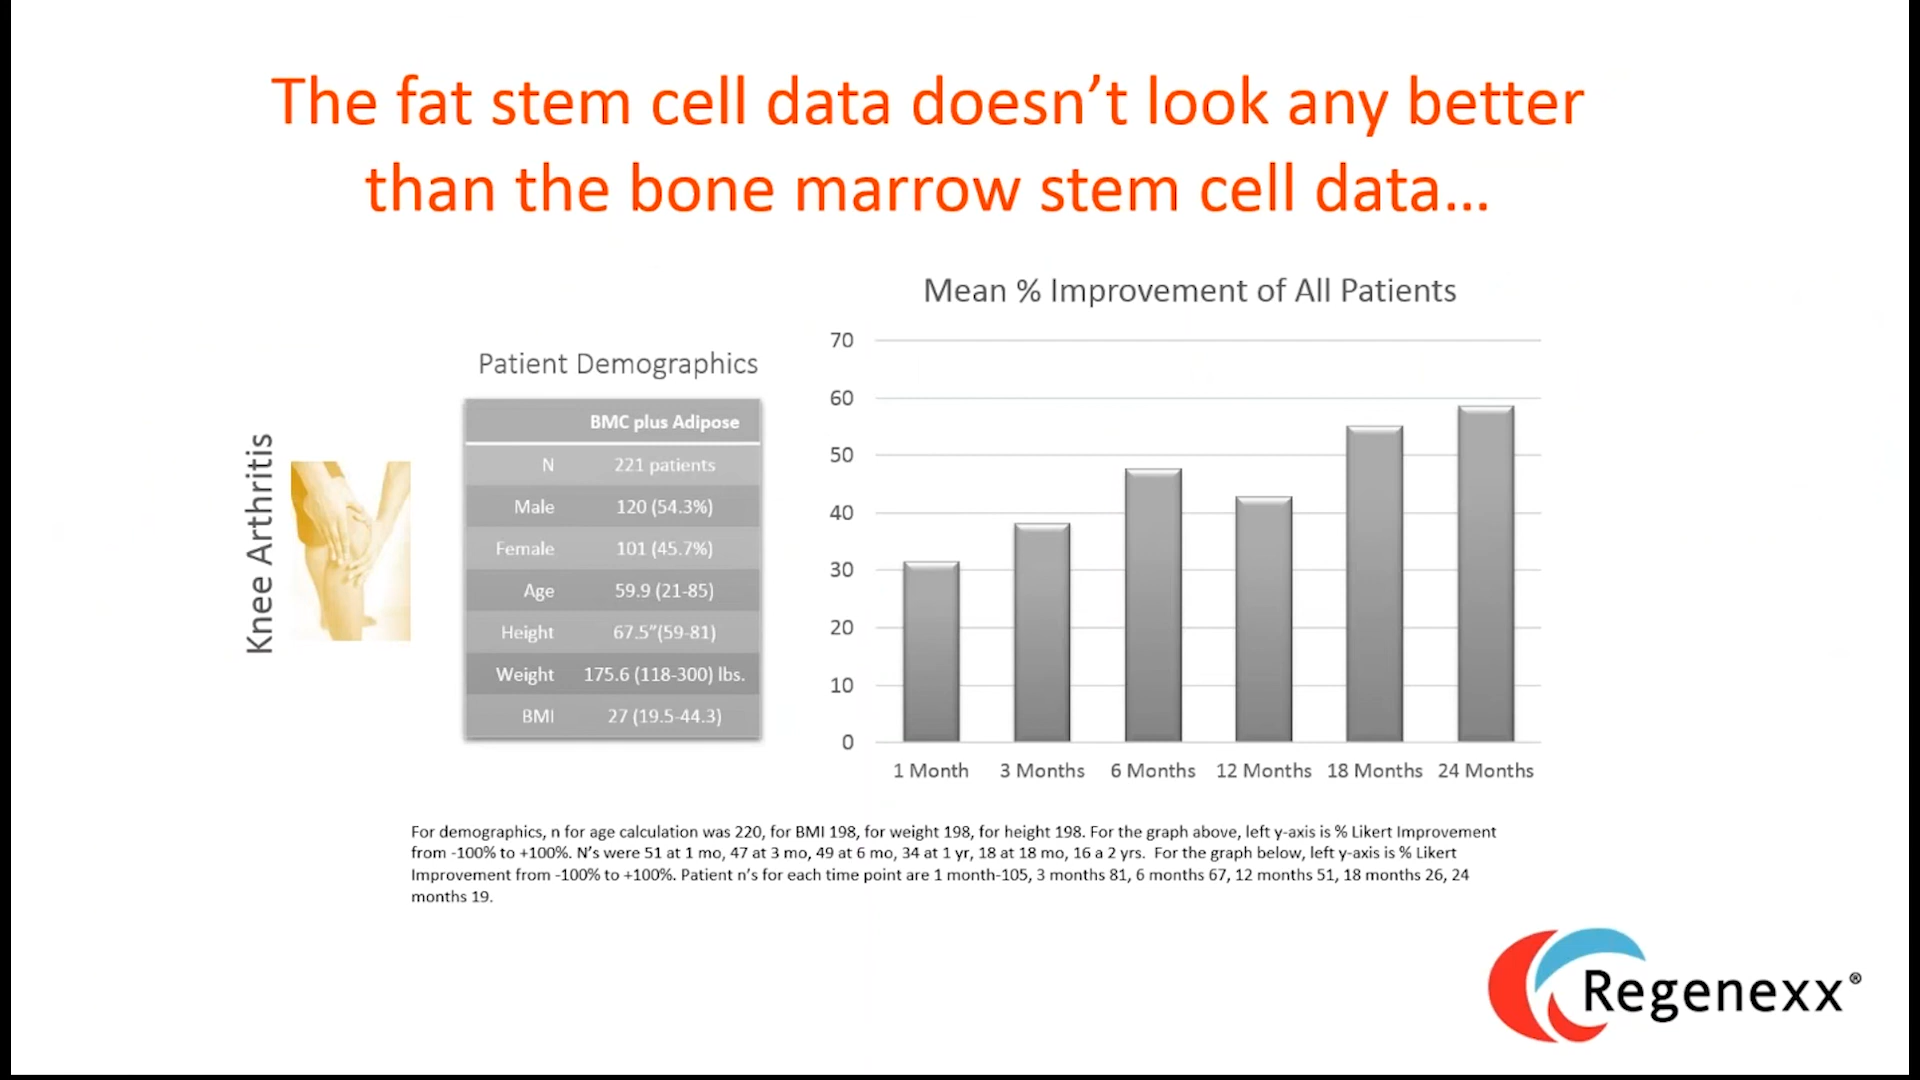 The fat stem cell data doesn’t look any better
than the bone marrow stem cell data...
Knee Arthritis
Patient Demographics
BMC plus Adipose
N 221 patients
Male 120 (54.3%)
Female 101 (45.7%)
Age 59.9 (21-85)
Height 67.5”(59-81)
Weight 175.6 (118-300) lbs.
BMI 27 (19.5-44.3)
Mean % Improvement of All Patients
70
60
50
40
30
20
10
0
1 Month 3 Months 6 Months 12 Months 18 Months 24 Months
For demographics, n for age calculation was 220, for BMI 198, for weight 198, for height 198. For the graph above, left y-axis is % Likert Improvement
from -100% to +100%. N’s were 51 at 1 mo, 47 at 3 mo, 49 at 6 mo, 34 at 1 yr, 18 at 18 mo, 16 a 2 yrs. For the graph below, left y-axis is % Likert
Improvement from -100% to +100%. Patient n’s for each time point are 1 month-105, 3 months 81, 6 months 67, 12 months 51, 18 months 26, 24
months 19.
Regenexx®